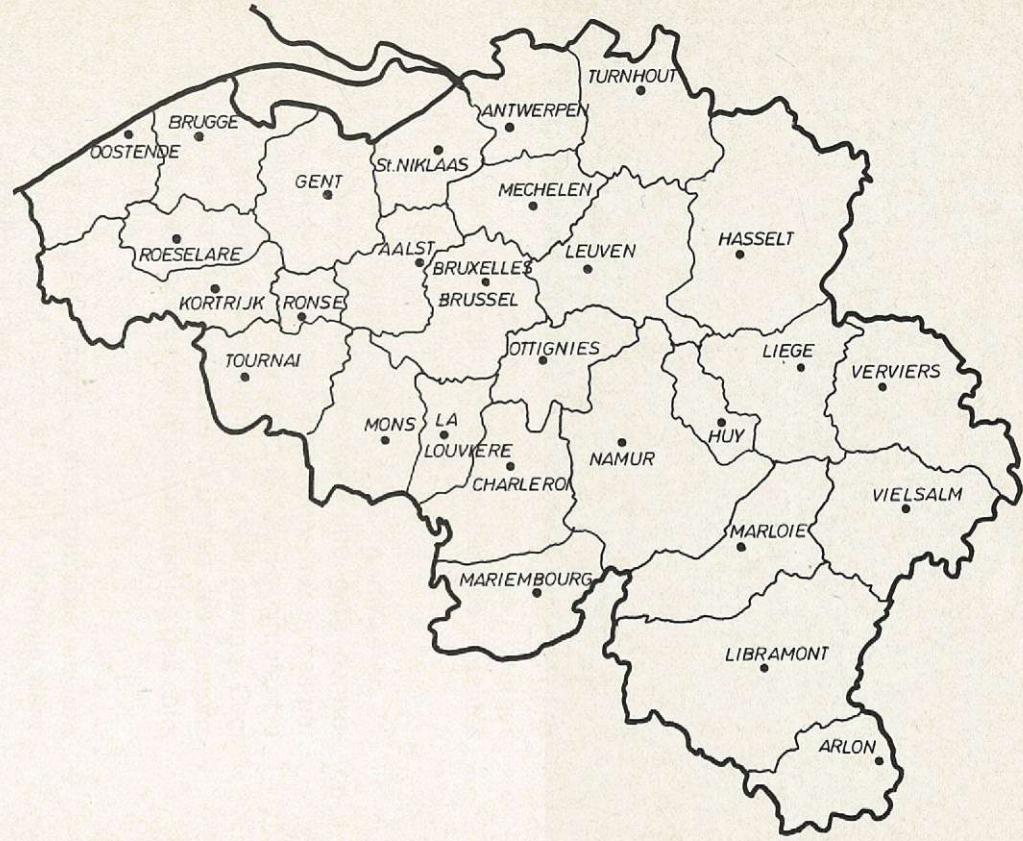 TURNHOUT
ANTWERPEN
BRUGGE
OOSTENDE
St.NIKLAAS
GENT
MECHELEN
HASSELT
AALST
LEUVEN
ROESELARE
BRUXELLES
BRUSSEL
KORTRIJK
RONSE
OTTIGNIES
LIEGE
TOURNAI
VERVIERS
MONS
LA
LOUVIERE
HUY
NAMUR
CHARLEROI
VIELSALM
MARLOIE
MARIEMBOURG
LIBRAMONT
ARLON